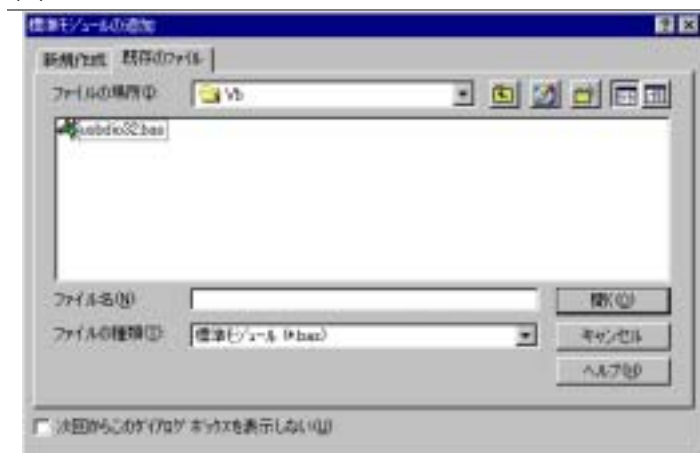 標準モジュールの追加
新規作成 既存のファイル
ファイルの場所(I): Vb
usbdio32.bas
ファイル名(N): 開く(O)
ファイルの種類(T): 標準モジュール (*.bas) キャンセル
ヘルプ(H)
次回からこのダイアログ ボックスを表示しない(U)